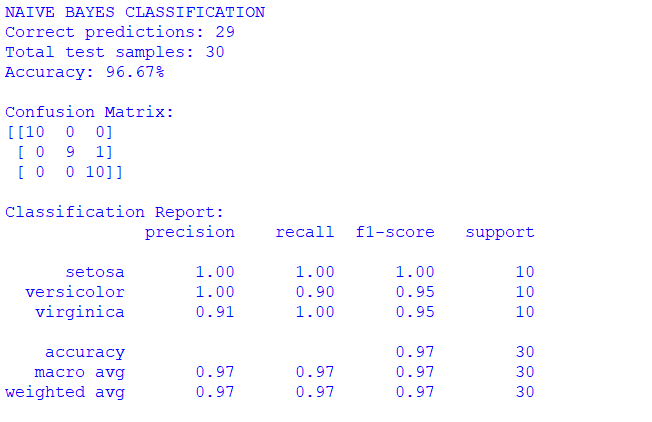 NAIVE BAYES CLASSIFICATION
Correct predictions: 29
Total test samples: 30
Accuracy: 96.67%

Confusion Matrix:
[[10  0  0]
 [ 0  9  1]
 [ 0  0 10]]

Classification Report:
              precision    recall  f1-score   support

      setosa       1.00      1.00      1.00        10
  versicolor       1.00      0.90      0.95        10
   virginica       0.91      1.00      0.95        10

    accuracy                           0.97        30
   macro avg       0.97      0.97      0.97        30
weighted avg       0.97      0.97      0.97        30